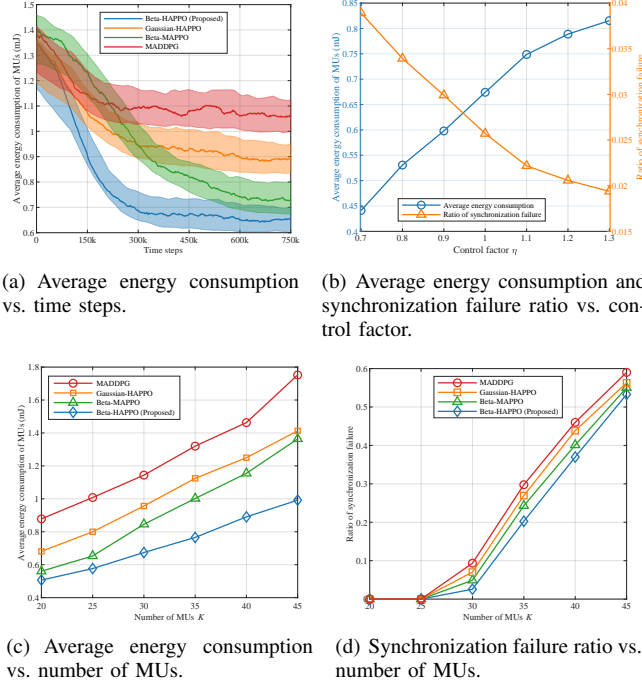 1.5
1.4
1.3
1.2
1.1
1
0.9
0.8
0.7
0.6
Average energy consumption of MUs (mJ)
Beta-HAPPO (Proposed)
Gaussian-HAPPO
Beta-MAPPO
MADDPG
0 150k 300k 450k 600k 750k
Time steps
(a) Average energy consumption
vs. time steps.
0.85
0.8
0.75
0.7
0.65
0.6
0.55
0.5
0.45
0.4
Average energy consumption of MUs (mJ)
Average energy consumption
Ratio of synchronization failure
0.7 0.8 0.9 1 1.1 1.2 1.3
Control factor η
0.025
0.02
0.015
Ratio of synchronization failure
(b) Average energy consumption and
synchronization failure ratio vs. con-
trol factor.
1.8
1.6
1.4
1.2
1
0.8
0.6
0.4
Average energy consumption of MUs (mJ)
MADDPG
Gaussian-HAPPO
Beta-MAPPO
Beta-HAPPO (Proposed)
20 25 30 35 40 45
Number of MUs K
(c) Average energy consumption
vs. number of MUs.
0.6
0.5
0.4
0.3
0.2
0.1
Ratio of synchronization failure
MADDPG
Gaussian-HAPPO
Beta-MAPPO
Beta-HAPPO (Proposed)
20 25 30 35 40 45
Number of MUs K
(d) Synchronization failure ratio vs.
number of MUs.